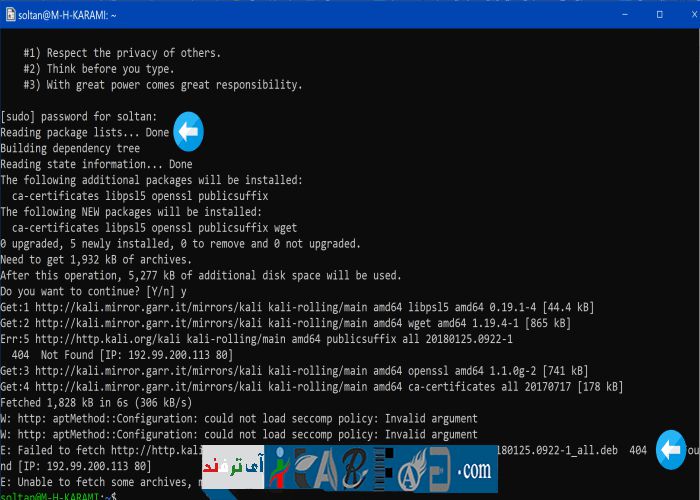 soltan@M-H-KARAMI: ~
#1) Respect the privacy of others.
#2) Think before you type.
#3) With great power comes great responsibility.
[sudo] password for soltan:
Reading package lists... Done
Building dependency tree
Reading state information... Done
The following additional packages will be installed:
ca-certificates libpsl5 openssl publicsuffix
The following NEW packages will be installed:
ca-certificates libpsl5 openssl publicsuffix wget
0 upgraded, 5 newly installed, 0 to remove and 0 not upgraded.
Need to get 1,932 kB of archives.
After this operation, 5,277 kB of additional disk space will be used.
Do you want to continue? [Y/n] y
Get:1 http://kali.mirror.garr.it/mirrors/kali kali-rolling/main amd64 libpsl5 amd64 0.19.1-4 [44.4 kB]
Get:2 http://kali.mirror.garr.it/mirrors/kali kali-rolling/main amd64 wget amd64 1.19.4-1 [865 kB]
Err:5 http://http.kali.org/kali kali-rolling/main amd64 publicsuffix all 20180125.0922-1
404 Not Found [IP: 192.99.200.113 80]
Get:3 http://kali.mirror.garr.it/mirrors/kali kali-rolling/main amd64 openssl amd64 1.1.0g-2 [741 kB]
Get:4 http://kali.mirror.garr.it/mirrors/kali kali-rolling/main amd64 ca-certificates all 20170717 [178 kB]
Fetched 1,828 kB in 6s (306 kB/s)
W: http: aptMethod::Configuration: could not load seccomp policy: Invalid argument
W: http: aptMethod::Configuration: could not load seccomp policy: Invalid argument
E: Failed to fetch http://http.kali 80125.0922-1_all.deb 404 ou
nd [IP: 192.99.200.113 80]
E: Unable to fetch some archives,
soltan@M-H-KARAMI:~$
آی ترفند
.com